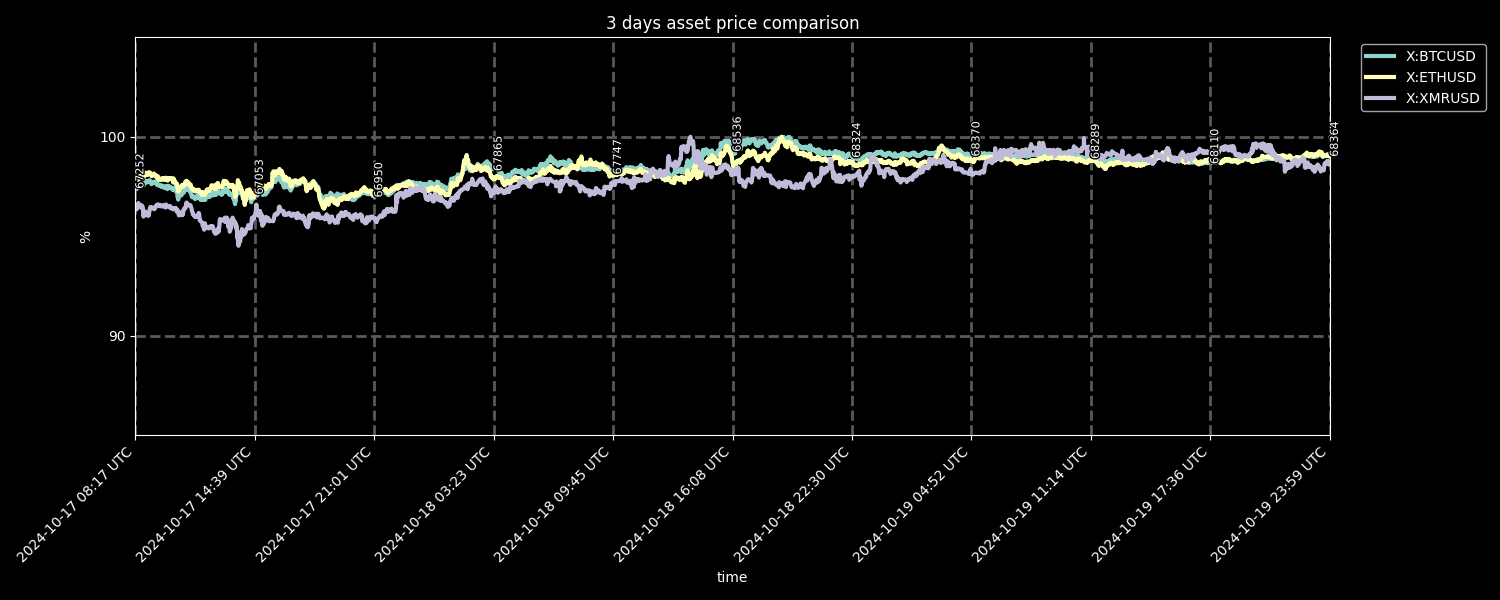 3 days asset price comparison
X:BTCUSD
X:ETHUSD
X:XMRUSD
100
90
%
67252
67053
66950
67865
67747
68536
68324
68370
68289
68110
68364
2024-10-17 08:17 UTC
2024-10-17 14:39 UTC
2024-10-17 21:01 UTC
2024-10-18 03:23 UTC
2024-10-18 09:45 UTC
2024-10-18 16:08 UTC
2024-10-18 22:30 UTC
2024-10-19 04:52 UTC
2024-10-19 11:14 UTC
2024-10-19 17:36 UTC
2024-10-19 23:59 UTC
time